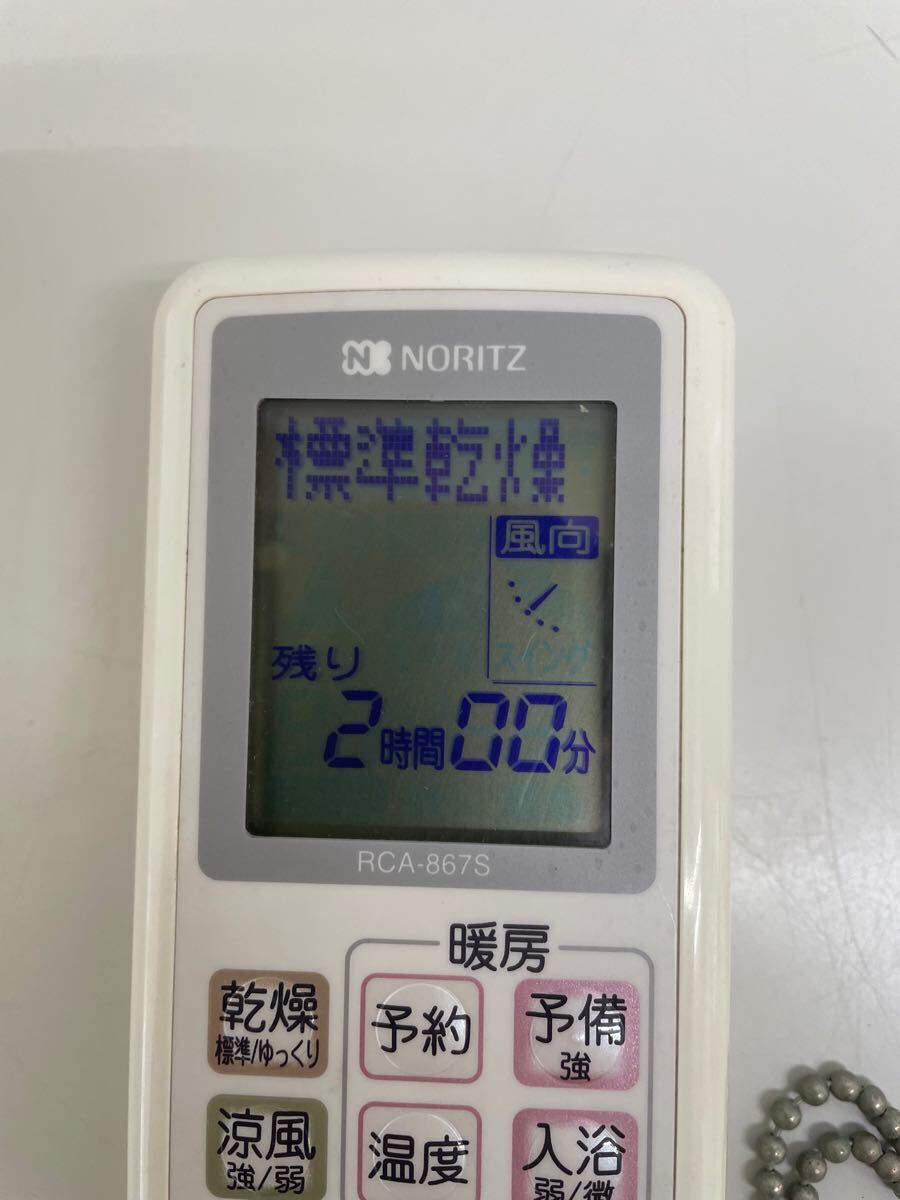 NORITZ
標準乾燥
風向
スイング
残り
2時間00分
RCA-867S
暖房
乾燥
標準/ゆっくり
予約
予備
強
涼風
強/弱
温度
入浴
弱/微